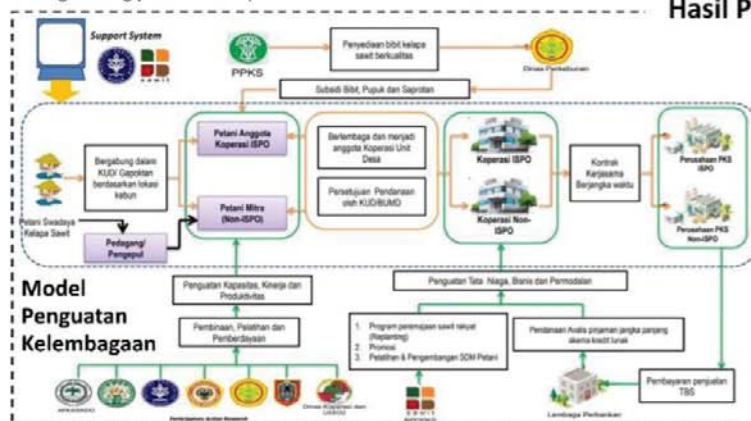 Hasil P
Support System
sawit
PPKS
Penyediaan bibit kelapa
sawit berkualitas
Dinas Perkebunan
Subsidi Bibit, Pupuk dan Saprotan
Bergabung dalam
KUD/ Gapoktan
berdasarkan lokasi
kebun
Petani Swadaya
Kelapa Sawit
Pedagang/
Pengepul
Petani Anggota
Koperasi ISPO
Petani Mitra
(Non-ISPO)
Berlembaga dan menjadi
anggota Koperasi Unit
Desa
Persetujuan Pendanaan
oleh KUD/BUMD
Koperasi ISPO
Koperasi Non-
ISPO
Kontrak
Kerjasama
Berjangka waktu
Perusahaan PKS
ISPO
Perusahaan PKS
Non-ISPO
Model
Penguatan
Kelembagaan
Penguatan Kapasitas, Kinerja dan
Produktivitas
Pembinaan, Pelatihan dan
Pemberdayaan
Dinas Koperasi dan
Participatory Action Research
Penguatan Tata Niaga, Bisnis dan Permodalan
1. Program peremajaan sawit rakyat
(Replanting)
2. Promosi
3. Pelatihan & Pengembangan SDM Petani
sawit
Pendanaan Avalis pinjaman jangka panjang
skema kredit lunak
Lembaga Perbankan
Pembayaran penjualan
TBS